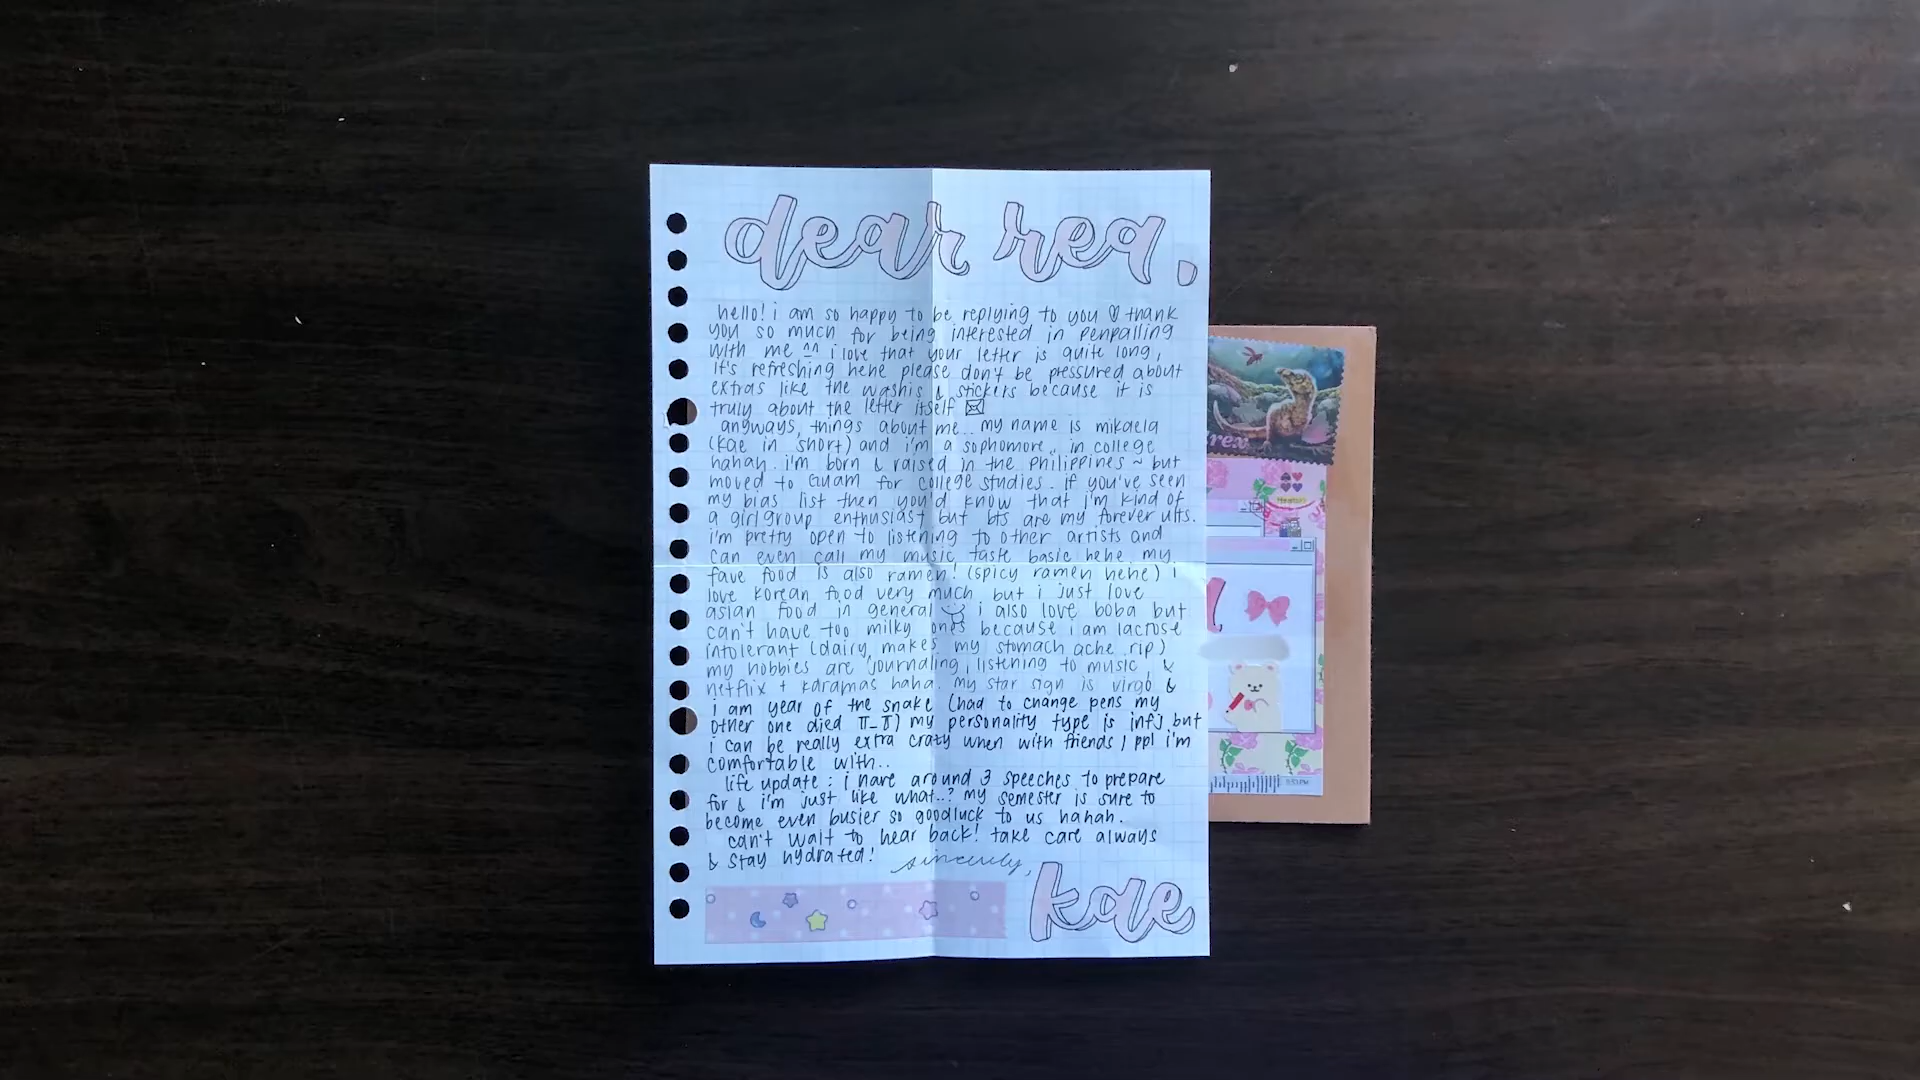 dear rea,
hello! i am so happy to be replying to you ♡ thank
you so much for being interested in penpalling
with me ^^ i love that your letter is quite long,
it's refreshing hehe please don't be pressured about
extras like the washis & stickers because it is
truly about the letter itself ✉
anyways, things about me.. my name is mikaela
(kae in short) and i'm a sophomore.. in college
hahah. i'm born & raised in the philippines ~ but
moved to Guam for college studies. if you've seen
my bias list then you'd know that i'm kind of
a girl group enthusiast but bts are my forever ults.
i'm pretty open to listening to other artists and
can even call my music taste basic hehe my
fave food is also ramen! (spicy ramen hehe) i
love korean food very much but i just love
asian food in general i also love boba but
can't have too milky ones because i am lactose
intolerant (dairy makes my stomach ache rip)
my hobbies are journaling, listening to music &
netflix + kdramas haha. my star sign is virgo &
i am year of the snake (had to change pens my
other one died π_π) my personality type is infj but
i can be really extra crazy when with friends / ppl i'm
comfortable with..
life update : i have around 3 speeches to prepare
for & i'm just like what..? my semester is sure to
become even busier so goodluck to us hahah.
can't wait to hear back! take care always
& stay hydrated!
sincerely,
kae
rex